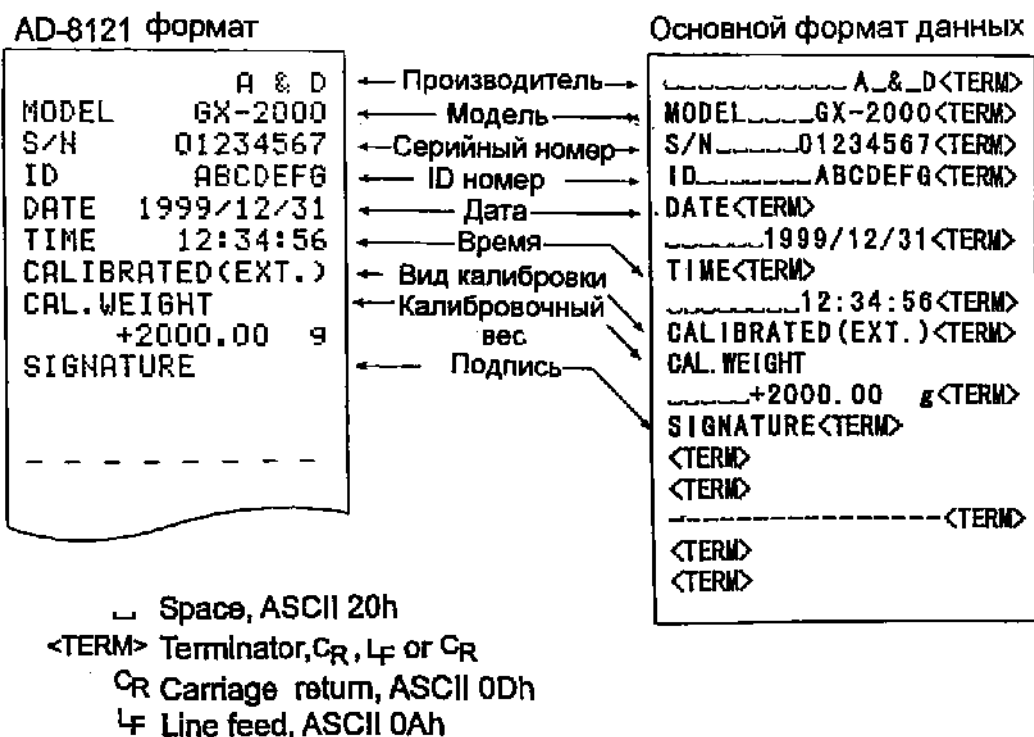 AD-8121 формат
A & D
MODEL GX-2000
S/N 01234567
ID ABCDEFG
DATE 1999/12/31
TIME 12:34:56
CALIBRATED(EXT.)
CAL.WEIGHT
+2000.00 g
SIGNATURE
- - - - - - - - -
Производитель
Модель
Серийный номер
ID номер
Дата
Время
Вид калибровки
Калибровочный
вес
Подпись
Основной формат данных
␣␣␣␣␣␣␣␣␣␣␣A␣&␣D<TERM>
MODEL␣␣␣␣GX-2000<TERM>
S/N␣␣␣␣␣01234567<TERM>
ID␣␣␣␣␣␣␣ABCDEFG<TERM>
DATE<TERM>
␣␣␣␣␣␣1999/12/31<TERM>
TIME<TERM>
␣␣␣␣␣␣␣␣12:34:56<TERM>
CALIBRATED(EXT.)<TERM>
CAL.WEIGHT
␣␣␣␣+2000.00 g<TERM>
SIGNATURE<TERM>
<TERM>
<TERM>
----------------<TERM>
<TERM>
<TERM>
␣ Space, ASCII 20h
<TERM> Terminator,CR, LF or CR
CR Carriage return, ASCII 0Dh
LF Line feed, ASCII 0Ah